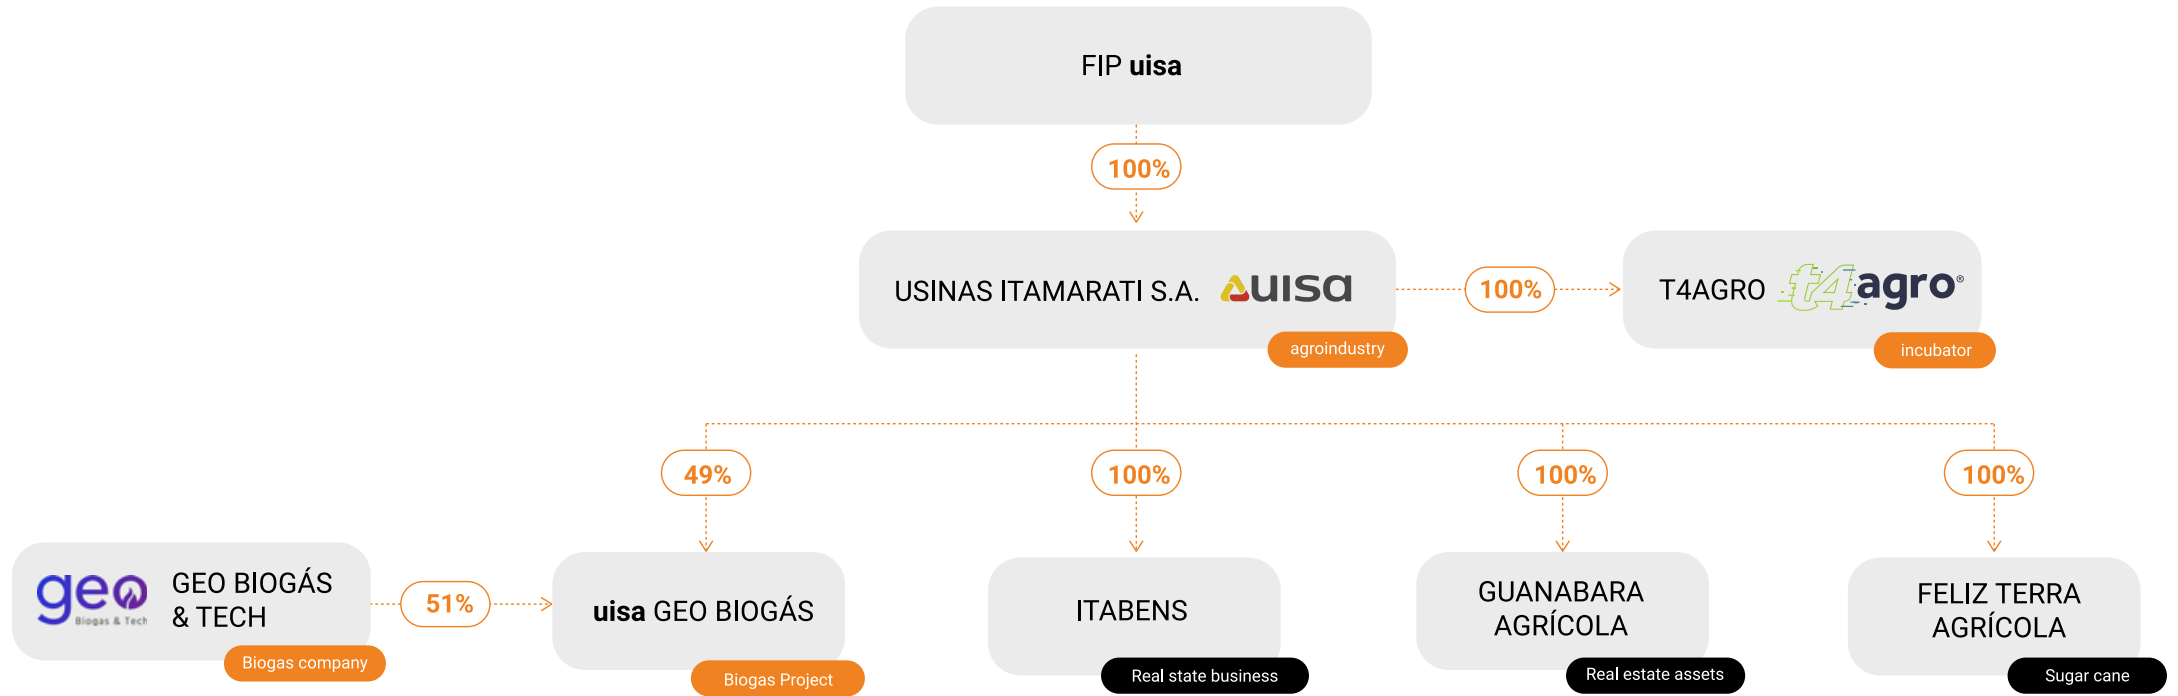 FIP uisa
100%
USINAS ITAMARATI S.A. uisa
agroindustry
100%
T4AGRO t4agro®
incubator
49%
100%
100%
100%
geo
Biogas & Tech
GEO BIOGÁS
& TECH
Biogas company
51%
uisa GEO BIOGÁS
Biogas Project
ITABENS
Real state business
GUANABARA
AGRÍCOLA
Real estate assets
FELIZ TERRA
AGRÍCOLA
Sugar cane